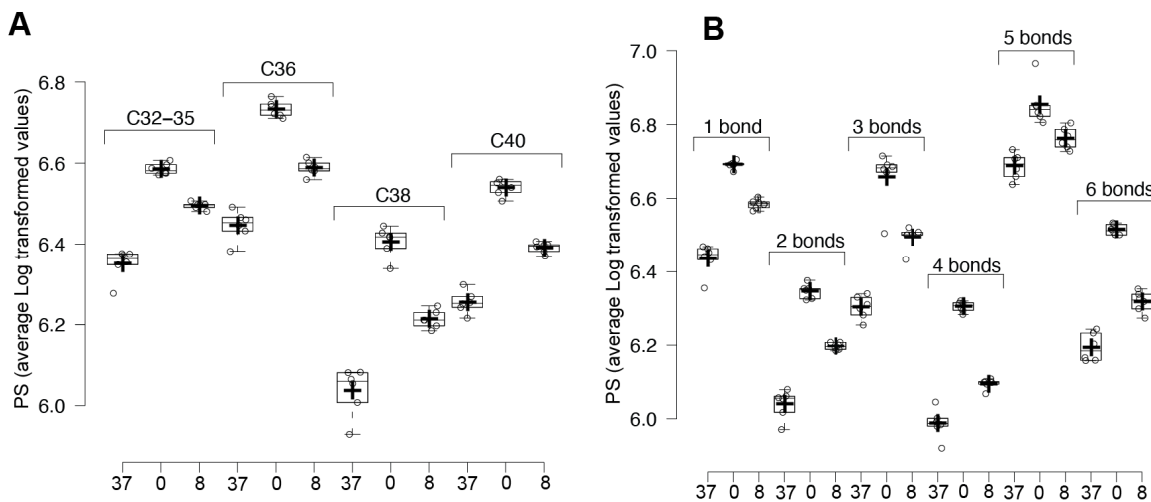 A
PS (average Log transformed values)
6.8
6.6
6.4
6.2
6.0
C32–35
C36
C38
C40
37 0 8 37 0 8 37 0 8 37 0 8
B
PS (average Log transformed values)
7.0
6.8
6.6
6.4
6.2
6.0
1 bond
2 bonds
3 bonds
4 bonds
5 bonds
6 bonds
37 0 8 37 0 8 37 0 8 37 0 8 37 0 8 37 0 8